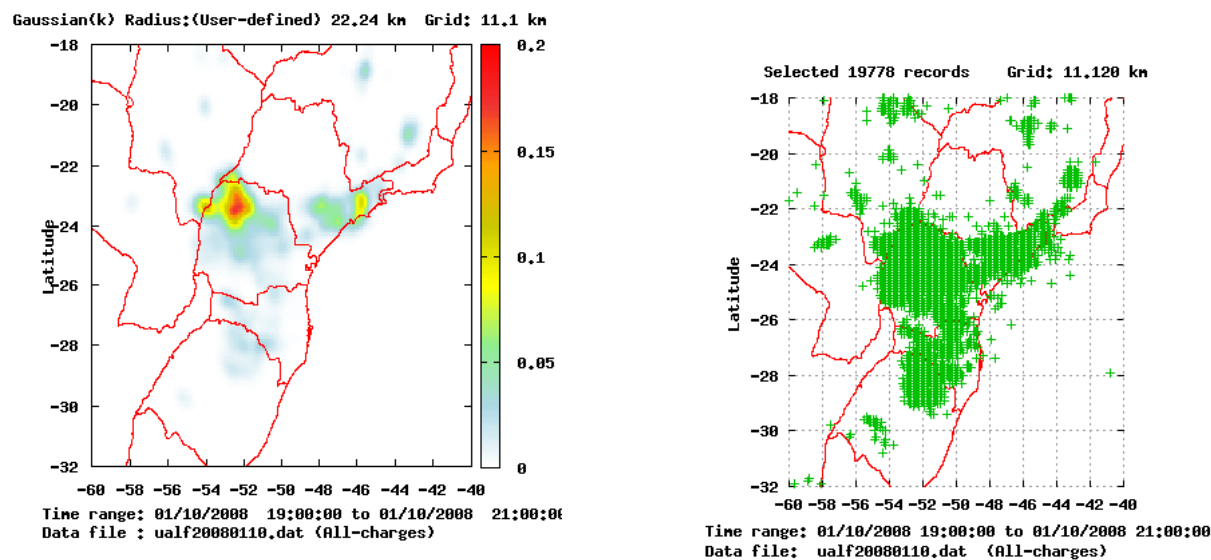 Gaussian(k) Radius:(User-defined) 22.24 km Grid: 11.1 km
-18
-20
-22
-24
-26
-28
-30
-32
Latitude
-60 -58 -56 -54 -52 -50 -48 -46 -44 -42 -40
0.2
0.15
0.1
0.05
0
Time range: 01/10/2008 19:00:00 to 01/10/2008 21:00:00
Data file : ualf20080110.dat (All-charges)
Selected 19778 records Grid: 11.120 km
-18
-20
-22
-24
-26
-28
-30
-32
Latitude
-60 -58 -56 -54 -52 -50 -48 -46 -44 -42 -40
Time range: 01/10/2008 19:00:00 to 01/10/2008 21:00:00
Data file: ualf20080110.dat (All-charges)